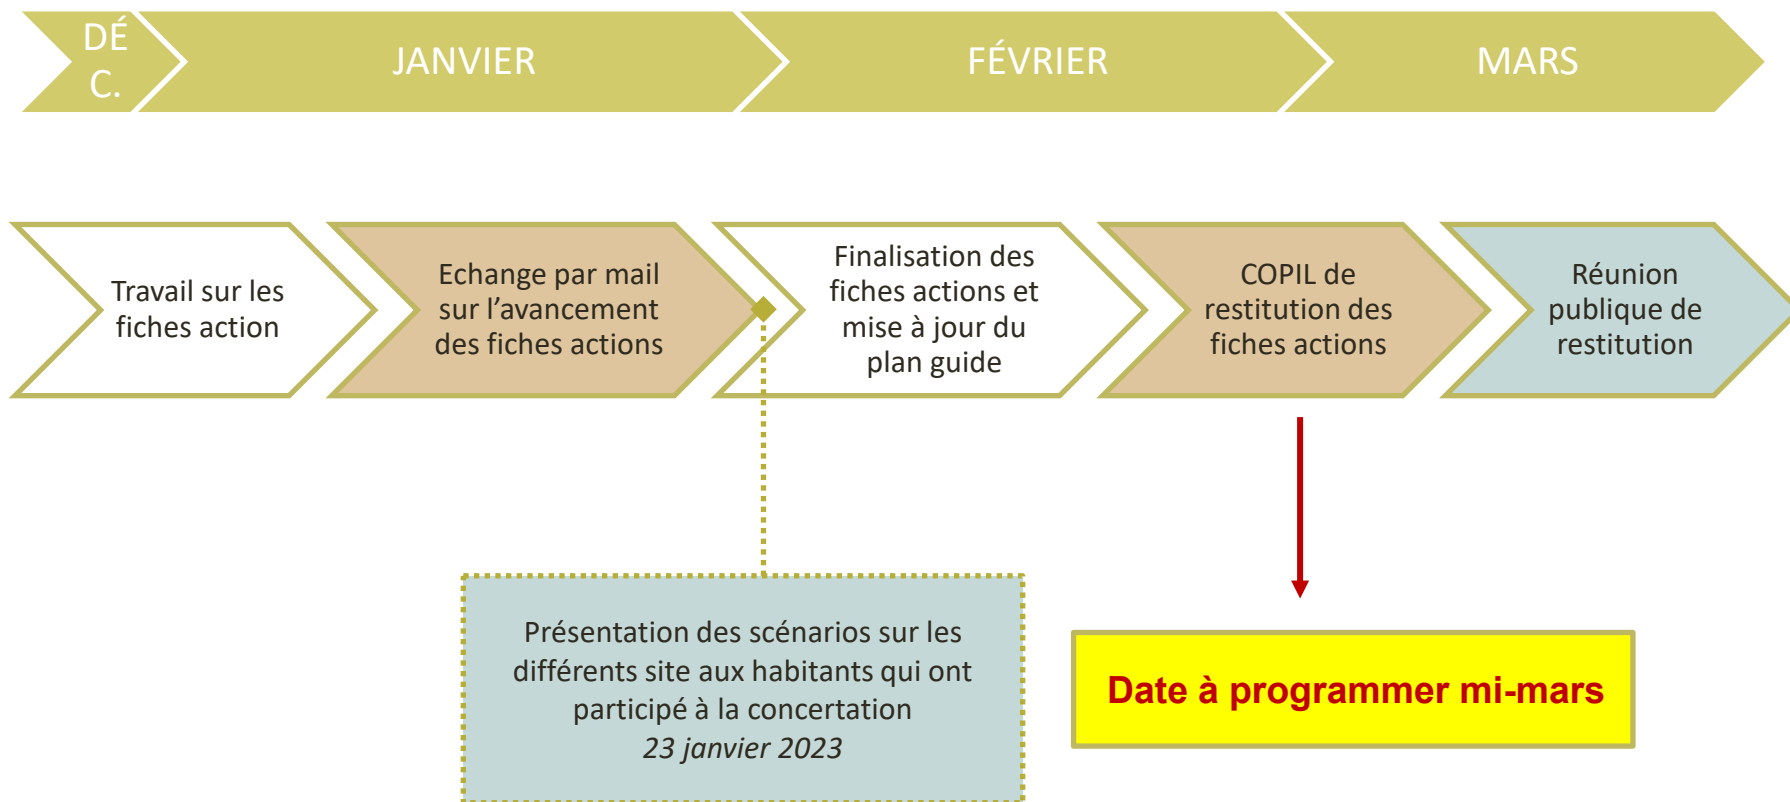 DÉ
C.
JANVIER
FÉVRIER
MARS
Travail sur les
fiches action
Echange par mail
sur l’avancement
des fiches actions
Finalisation des
fiches actions et
mise à jour du
plan guide
COPIL de
restitution des
fiches actions
Réunion
publique de
restitution
Présentation des scénarios sur les
différents site aux habitants qui ont
participé à la concertation
23 janvier 2023
Date à programmer mi-mars